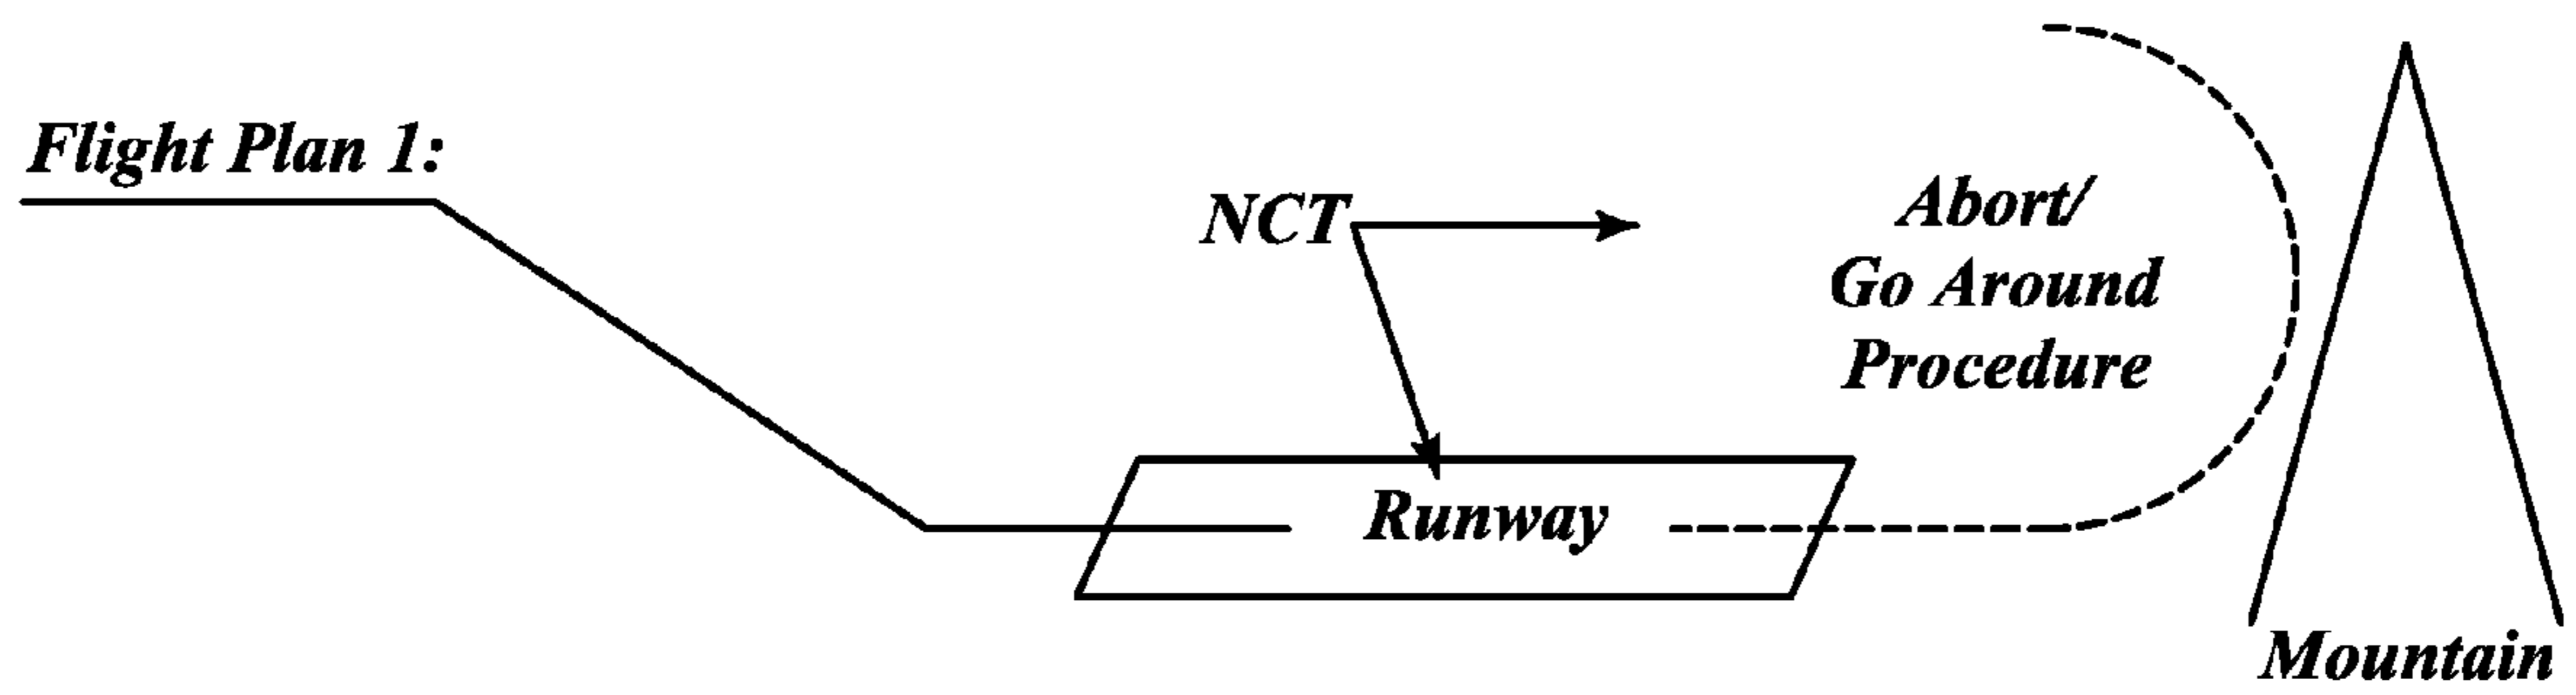 Flight Plan 1:
NCT
Abort/
Go Around
Procedure
Runway
Mountain